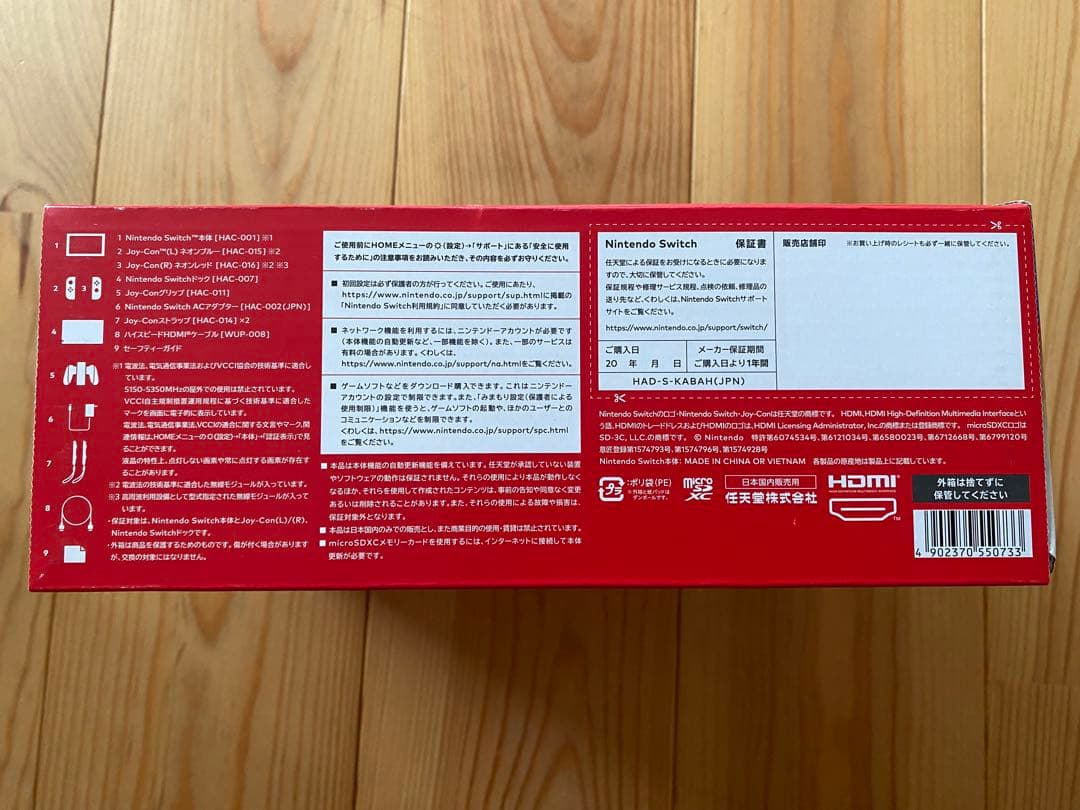 1
1 Nintendo Switch™本体 [HAC-001] ※1
2 Joy-Con™(L) ネオンブルー [HAC-015] ※2
3 Joy-Con(R) ネオンレッド [HAC-016] ※2 ※3
2
3
4 Nintendo Switchドック [HAC-007]
5 Joy-Conグリップ [HAC-011]
6 Nintendo Switch ACアダプター [HAC-002(JPN)]
4
7 Joy-Conストラップ [HAC-014] ×2
8 ハイスピードHDMI®ケーブル [WUP-008]
9 セーフティーガイド
5
※1 電波法、電気通信事業法およびVCCI協会の技術基準に適合し
ています。
5150-5350MHzの屋外での使用は禁止されています。
VCCI自主規制措置運用規程に基づく技術基準に適合した
マークを画面に電子的に表示しています。
6
電波法、電気通信事業法、VCCIの適合に関する文言やマーク、関
連情報は、HOMEメニューの(設定)→「本体」→「認証表示」で見
ることができます。
7
液晶の特性上、点灯しない画素や常に点灯する画素が存在す
ることがあります。
※2 電波法の技術基準に適合した無線モジュールが入っています。
※3 高周波利用設備として型式指定された無線モジュールが入って
います。
8
・保証対象は、Nintendo Switch本体とJoy-Con(L)/(R)、
Nintendo Switchドックです。
・外箱は商品を保護するためのものです。傷が付く場合があります
が、交換の対象にはなりません。
9
ご使用前にHOMEメニューの(設定)→「サポート」にある「安全に使用
するために」の注意事項をお読みいただき、その内容を必ずお守りください。
■ 初回設定は必ず保護者の方が行ってください。ご使用にあたり、
https://www.nintendo.co.jp/support/sup.htmlに掲載の
「Nintendo Switch利用規約」に同意していただく必要があります。
■ ネットワーク機能を利用するには、ニンテンドーアカウントが必要です
(本体機能の自動更新など、一部機能を除く)。また、一部のサービスは
有料の場合があります。くわしくは、
https://www.nintendo.co.jp/support/na.htmlをご覧ください。
■ ゲームソフトなどをダウンロード購入できます。これはニンテンドー
アカウントの設定で制限できます。また、「みまもり設定(保護者による
使用制限)」機能を使うと、ゲームソフトの起動や、ほかのユーザーとの
コミュニケーションなどを制限できます。
くわしくは、https://www.nintendo.co.jp/support/spc.html
をご覧ください。
■ 本品は本体機能の自動更新機能を備えています。任天堂が承認していない装置
やソフトウェアの動作は保証されません。それらの使用により本品が動作しなく
なるほか、それらを使用して作成されたコンテンツは、事前の告知や同意なく変更
あるいは削除されることがあります。また、それらの使用による故障や損害は、
保証対象外となります。
■ 本品は日本国内のみでの販売とし、また商業目的の使用・賃貸は禁止されています。
■ microSDXCメモリーカードを使用するには、インターネットに接続して本体
更新が必要です。
Nintendo Switch 保証書
任天堂による保証をお受けになるときに必要になりま
すので、大切に保管してください。
保証規程や修理サービス規程、点検の依頼、修理品の
送り先など、くわしくは、Nintendo Switchサポート
サイトをご覧ください。
https://www.nintendo.co.jp/support/switch/
ご購入日 メーカー保証期間
20 年 月 日 ご購入日より1年間
HAD-S-KABAH(JPN)
販売店舗印 ※お買い上げ時のレシートも必ず一緒に保管してください。
Nintendo Switchのロゴ・Nintendo Switch・Joy-Conは任天堂の商標です。 HDMI、HDMI High-Definition Multimedia Interfaceとい
う語、HDMIのトレードドレスおよびHDMIのロゴは、HDMI Licensing Administrator, Inc.の商標または登録商標です。 microSDXCロゴは
SD-3C, LLC.の商標です。 © Nintendo 特許第6074534号、第6121034号、第6580023号、第6712668号、第6799120号
意匠登録第1574793号、第1574796号、第1574928号
Nintendo Switch本体: MADE IN CHINA OR VIETNAM 各製品の原産地は製品上に記載しています。
プラ
:ポリ袋(PE)
※外箱と紙パッドは
ダンボールです。
micro
SD
XC
日本国内販売用
任天堂株式会社
HDMI
HIGH-DEFINITION MULTIMEDIA INTERFACE
TM
外箱は捨てずに
保管してください
4 902370 550733